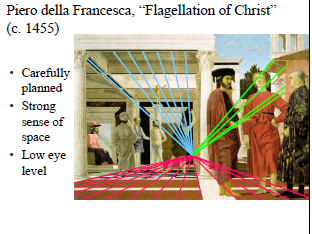 Piero della Francesca, “Flagellation of Christ”
(c. 1455)
• Carefully
planned
• Strong
sense of
space
• Low eye
level